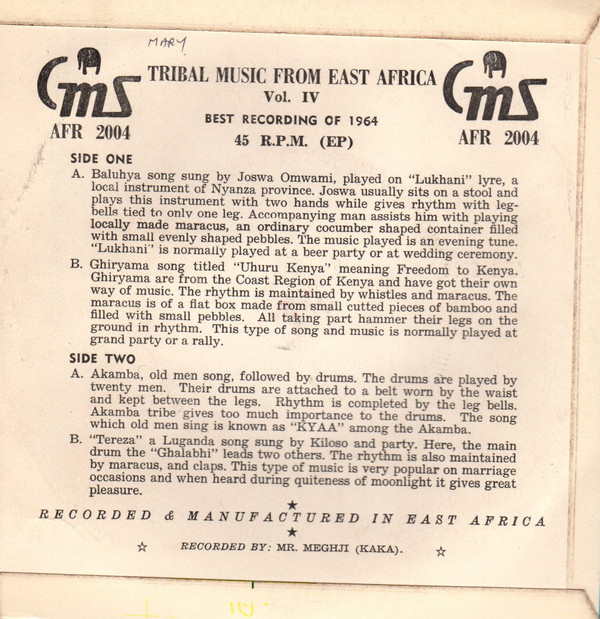 MARY
CMS
TRIBAL MUSIC FROM EAST AFRICA
CMS
Vol. IV
BEST RECORDING OF 1964
AFR 2004
45 R.P.M. (EP)
AFR 2004
SIDE ONE
A. Baluhya song sung by Joswa Omwami, played on "Lukhani" lyre, a
local instrument of Nyanza province. Joswa usually sits on a stool and
plays this instrument with two hands while gives rhythm with leg-
bells tied to only one leg. Accompanying man assists him with playing
locally made maracus, an ordinary cocumber shaped container filled
with small evenly shaped pebbles. The music played is an evening tune.
"Lukhani" is normally played at a beer party or at wedding ceremony.
B. Ghiryama song titled "Uhuru Kenya" meaning Freedom to Kenya.
Ghiryama are from the Coast Region of Kenya and have got their own
way of music. The rhythm is maintained by whistles and maracus. The
maracus is of a flat box made from small cutted pieces of bamboo and
filled with small pebbles. All taking part hammer their legs on the
ground in rhythm. This type of song and music is normally played at
grand party or a rally.
SIDE TWO
A. Akamba, old men song, followed by drums. The drums are played by
twenty men. Their drums are attached to a belt worn by the waist
and kept between the legs. Rhythm is completed by the leg bells.
Akamba tribe gives too much importance to the drums. The song
which old men sing is known as "KYAA" among the Akamba.
B. "Tereza" a Luganda song sung by Kiloso and party. Here, the main
drum the "Ghalabhi" leads two others. The rhythm is also maintained
by maracus, and claps. This type of music is very popular on marriage
occasions and when heard during quiteness of moonlight it gives great
pleasure.
RECORDED & MANUFACTURED IN EAST AFRICA
RECORDED BY: MR. MEGHJI (KAKA).